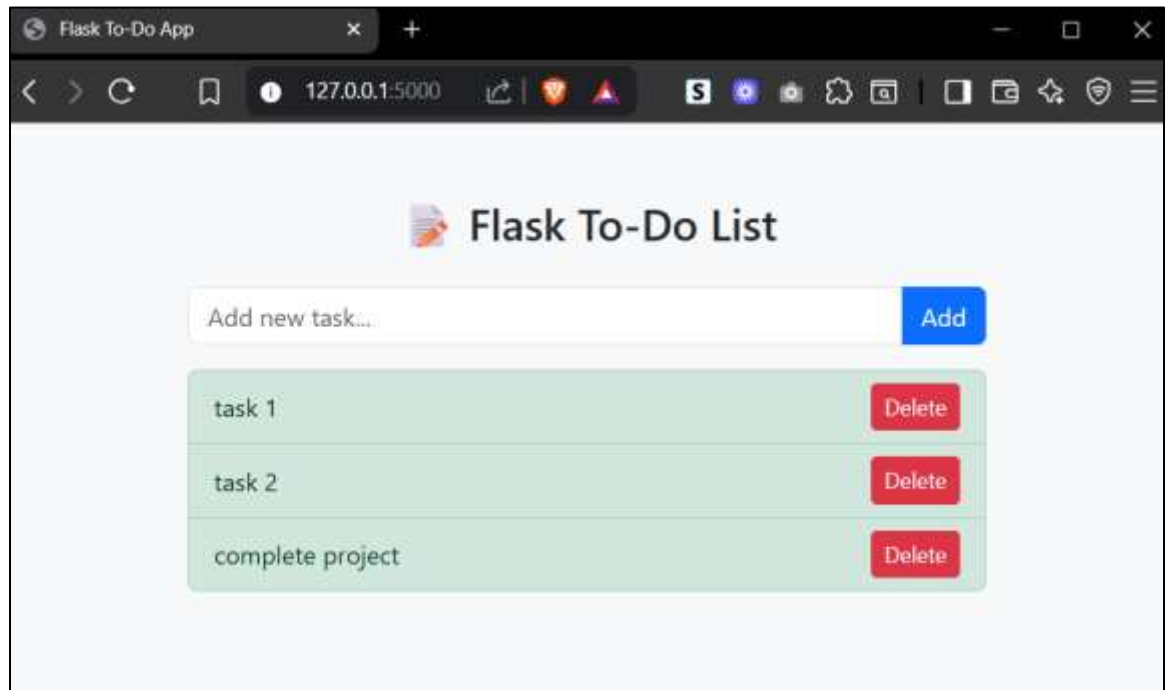 Flask To-Do App
127.0.0.1:5000
S
Flask To-Do List
Add new task...
Add
task 1
Delete
task 2
Delete
complete project
Delete